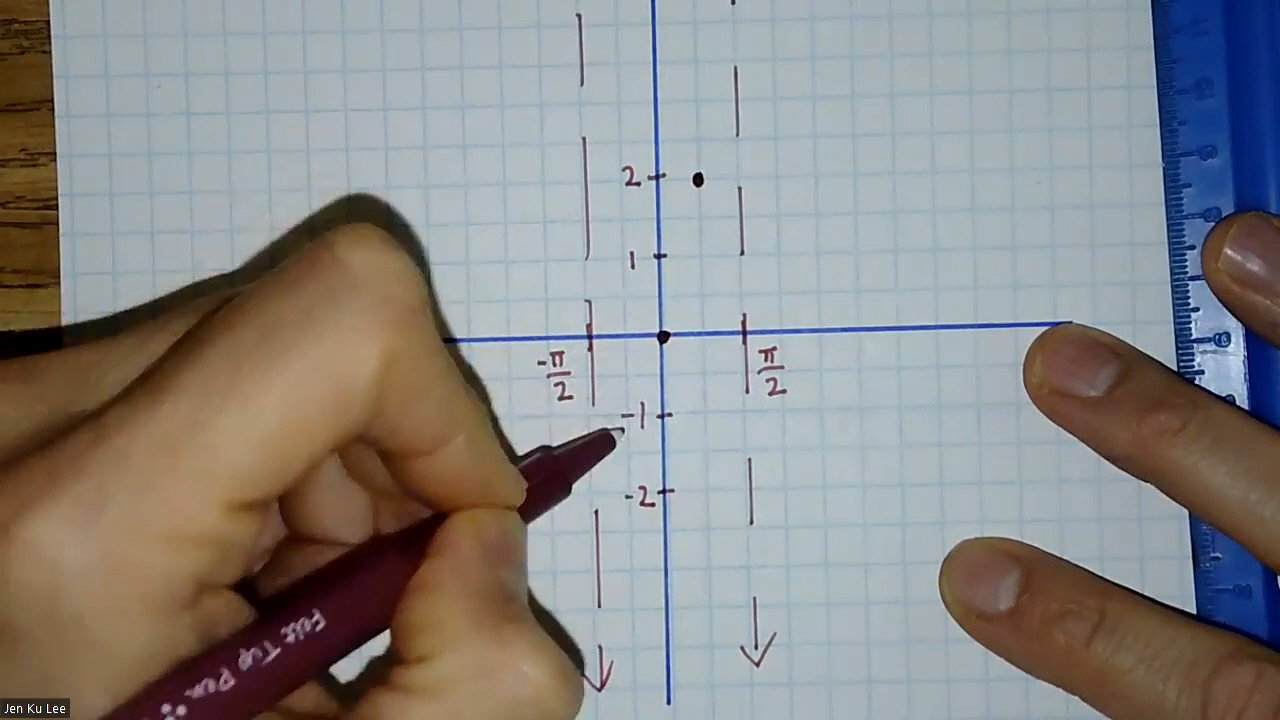 2
1
-π/2
π/2
-1
-2
Felt Tip Pen
Jen Ku Lee